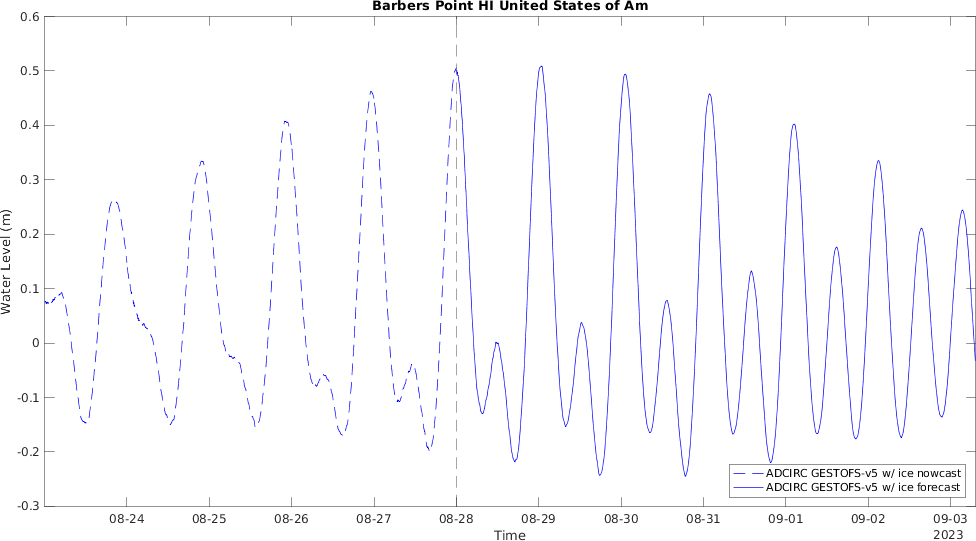 Barbers Point HI United States of Am
0.6
0.5
0.4
0.3
0.2
0.1
0
-0.1
-0.2
-0.3
Water Level (m)
ADCIRC GESTOFS-v5 w/ ice nowcast
ADCIRC GESTOFS-v5 w/ ice forecast
08-24 08-25 08-26 08-27 08-28 08-29 08-30 08-31 09-01 09-02 09-03
Time
2023